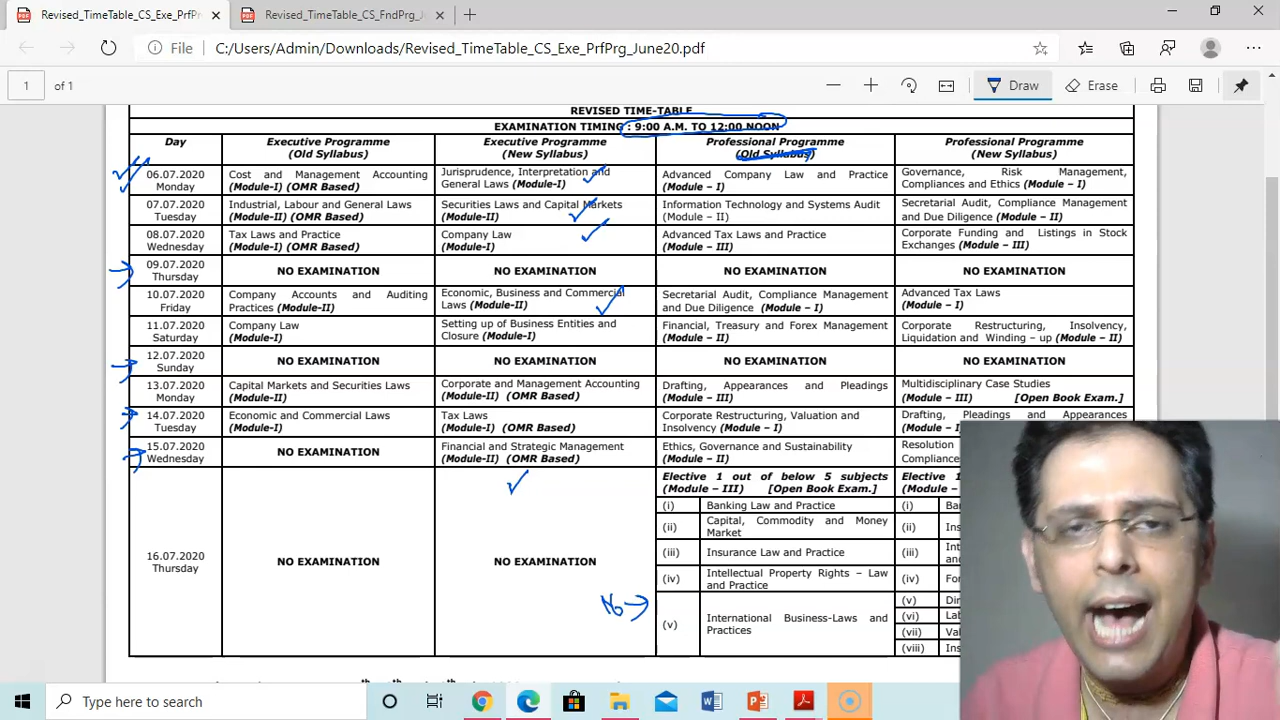 Revised_TimeTable_CS_Exe_PrfPr
Revised_TimeTable_CS_FndPrg_J
File
C:/Users/Admin/Downloads/Revised_TimeTable_CS_Exe_PrfPrg_June20.pdf
1 of 1
Draw
Erase
REVISED TIME-TABLE
EXAMINATION TIMING : 9:00 A.M. TO 12:00 NOON
Day
Executive Programme
(Old Syllabus)
Executive Programme
(New Syllabus)
Professional Programme
(Old Syllabus)
Professional Programme
(New Syllabus)
06.07.2020
Monday
Cost and Management Accounting
(Module-I) (OMR Based)
Jurisprudence, Interpretation and
General Laws (Module-I)
Advanced Company Law and Practice
(Module – I)
Governance, Risk Management,
Compliances and Ethics (Module – I)
07.07.2020
Tuesday
Industrial, Labour and General Laws
(Module-II) (OMR Based)
Securities Laws and Capital Markets
(Module-II)
Information Technology and Systems Audit
(Module – II)
Secretarial Audit, Compliance Management
and Due Diligence (Module – II)
08.07.2020
Wednesday
Tax Laws and Practice
(Module-I) (OMR Based)
Company Law
(Module-I)
Advanced Tax Laws and Practice
(Module – III)
Corporate Funding and Listings in Stock
Exchanges (Module – III)
09.07.2020
Thursday
NO EXAMINATION
NO EXAMINATION
NO EXAMINATION
NO EXAMINATION
10.07.2020
Friday
Company Accounts and Auditing
Practices (Module-II)
Economic, Business and Commercial
Laws (Module-II)
Secretarial Audit, Compliance Management
and Due Diligence (Module – I)
Advanced Tax Laws
(Module – I)
11.07.2020
Saturday
Company Law
(Module-I)
Setting up of Business Entities and
Closure (Module-I)
Financial, Treasury and Forex Management
(Module – II)
Corporate Restructuring, Insolvency,
Liquidation and Winding – up (Module – II)
12.07.2020
Sunday
NO EXAMINATION
NO EXAMINATION
NO EXAMINATION
NO EXAMINATION
13.07.2020
Monday
Capital Markets and Securities Laws
(Module-II)
Corporate and Management Accounting
(Module-II) (OMR Based)
Drafting, Appearances and Pleadings
(Module – III)
Multidisciplinary Case Studies
(Module – III) [Open Book Exam.]
14.07.2020
Tuesday
Economic and Commercial Laws
(Module-I)
Tax Laws
(Module-I) (OMR Based)
Corporate Restructuring, Valuation and
Insolvency (Module – I)
Drafting, Pleadings and Appearances
(Module –
15.07.2020
Wednesday
NO EXAMINATION
Financial and Strategic Management
(Module-II) (OMR Based)
Ethics, Governance and Sustainability
(Module – II)
Resolution
Compliance
16.07.2020
Thursday
NO EXAMINATION
NO EXAMINATION
Elective 1 out of below 5 subjects
(Module – III) [Open Book Exam.]
(i) Banking Law and Practice
(ii) Capital, Commodity and Money
Market
(iii) Insurance Law and Practice
(iv) Intellectual Property Rights – Law
and Practice
No
(v) International Business-Laws and
Practices
Elective 1
(Module – III)
(i) Ba
(ii) Ins
(iii) Int
(iv) For
(v) Di
(vi) Lab
(vii) Val
(viii) Ins
Type here to search